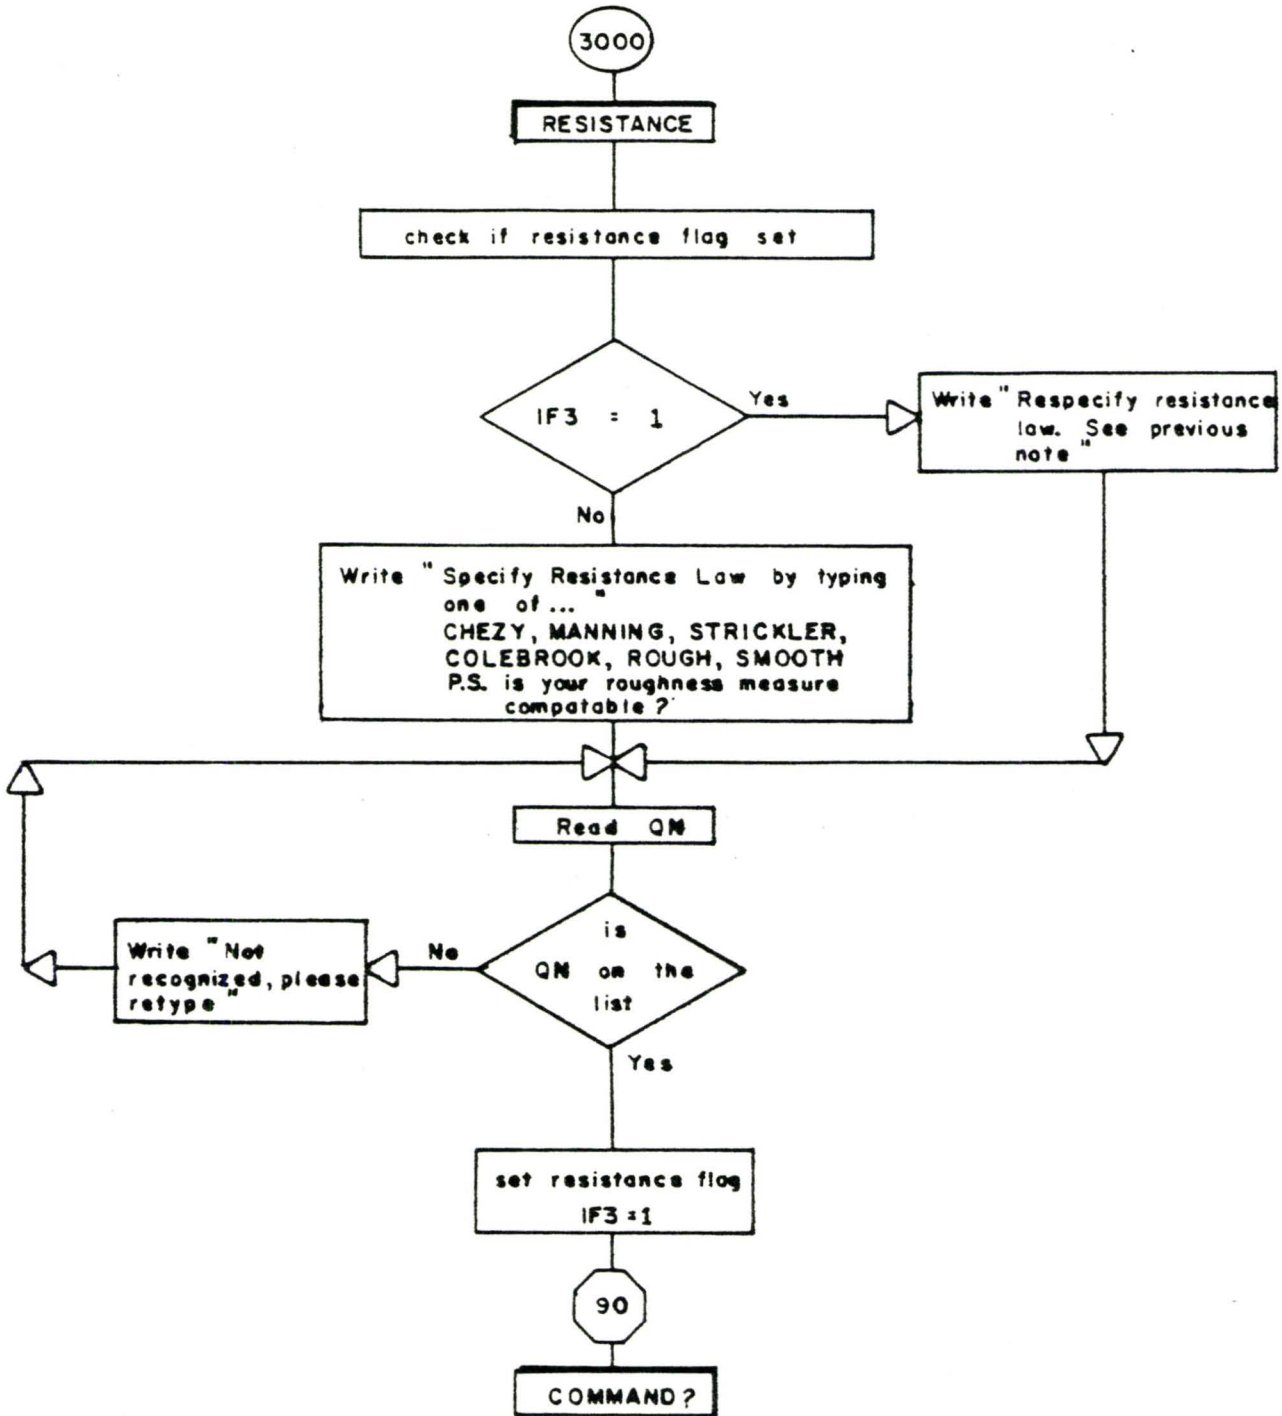 3000
RESISTANCE
check if resistance flag set
IF3 = 1
Yes
Write "Respecify resistance
law. See previous
note"
No
Write "Specify Resistance Law by typing
one of..."
CHEZY, MANNING, STRICKLER,
COLEBROOK, ROUGH, SMOOTH
P.S. is your roughness measure
compatable?
Read QN
is
QN on the
list
No
Write "Not
recognized, please
retype"
Yes
set resistance flag
IF3=1
90
COMMAND?